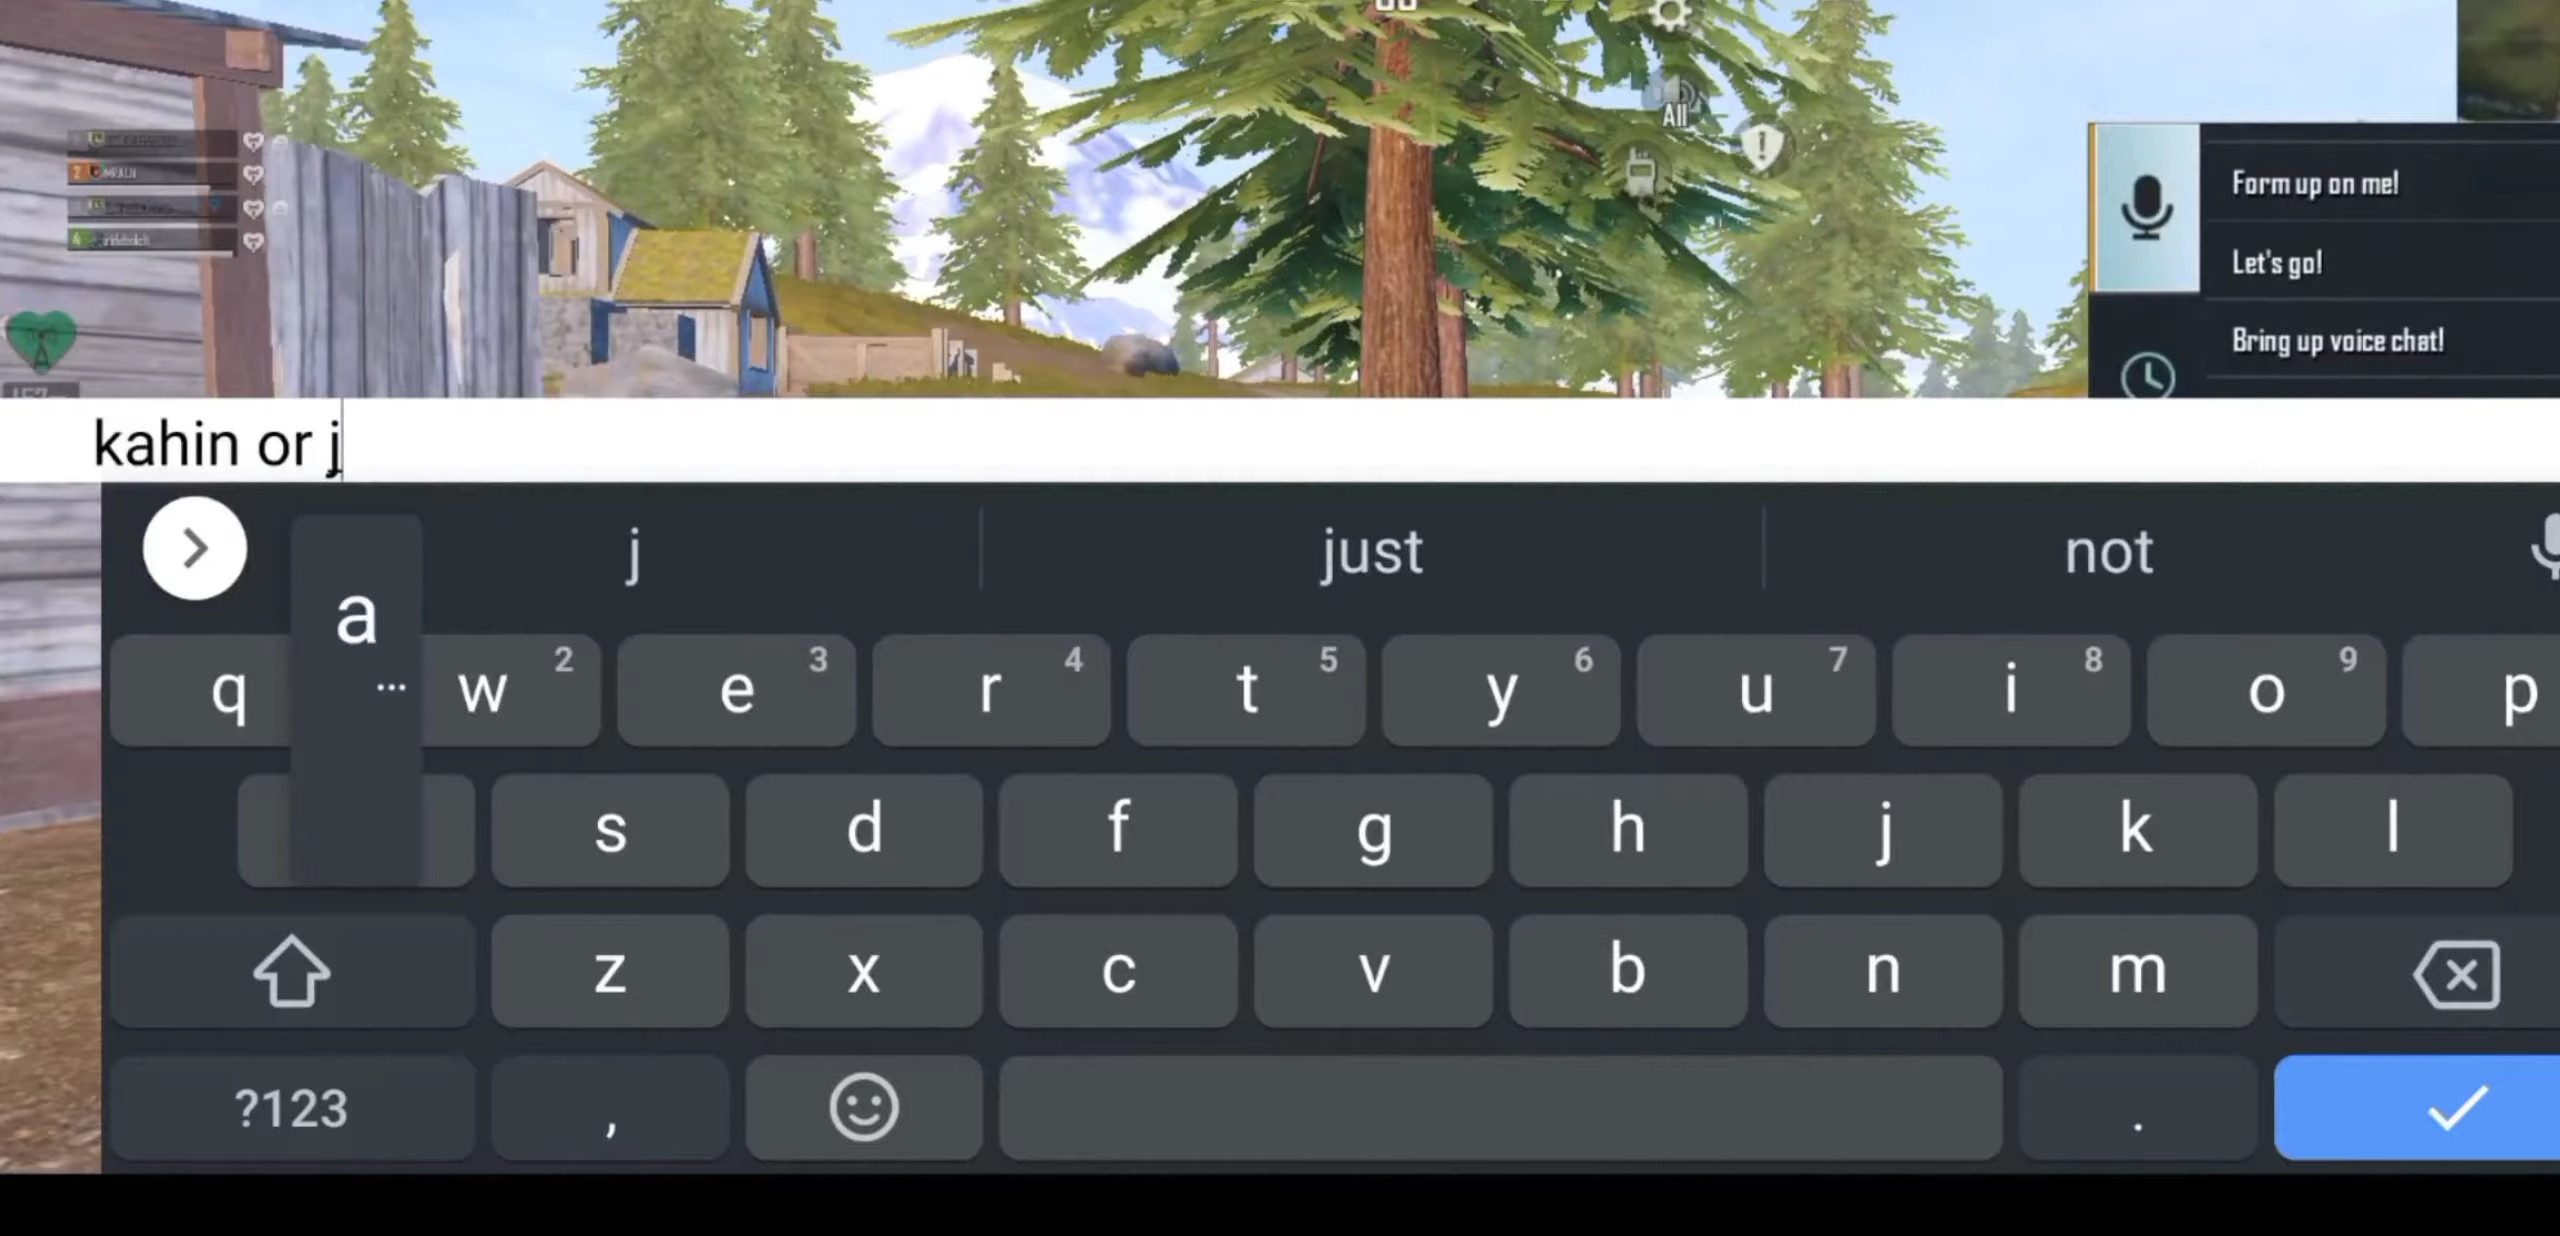 All
Form up on me!
Let's go!
Bring up voice chat!
kahin or j
j just not
a
q w 2 e 3 r 4 t 5 y 6 u 7 i 8 o 9 p
s d f g h j k l
z x c v b n m
?123 , .